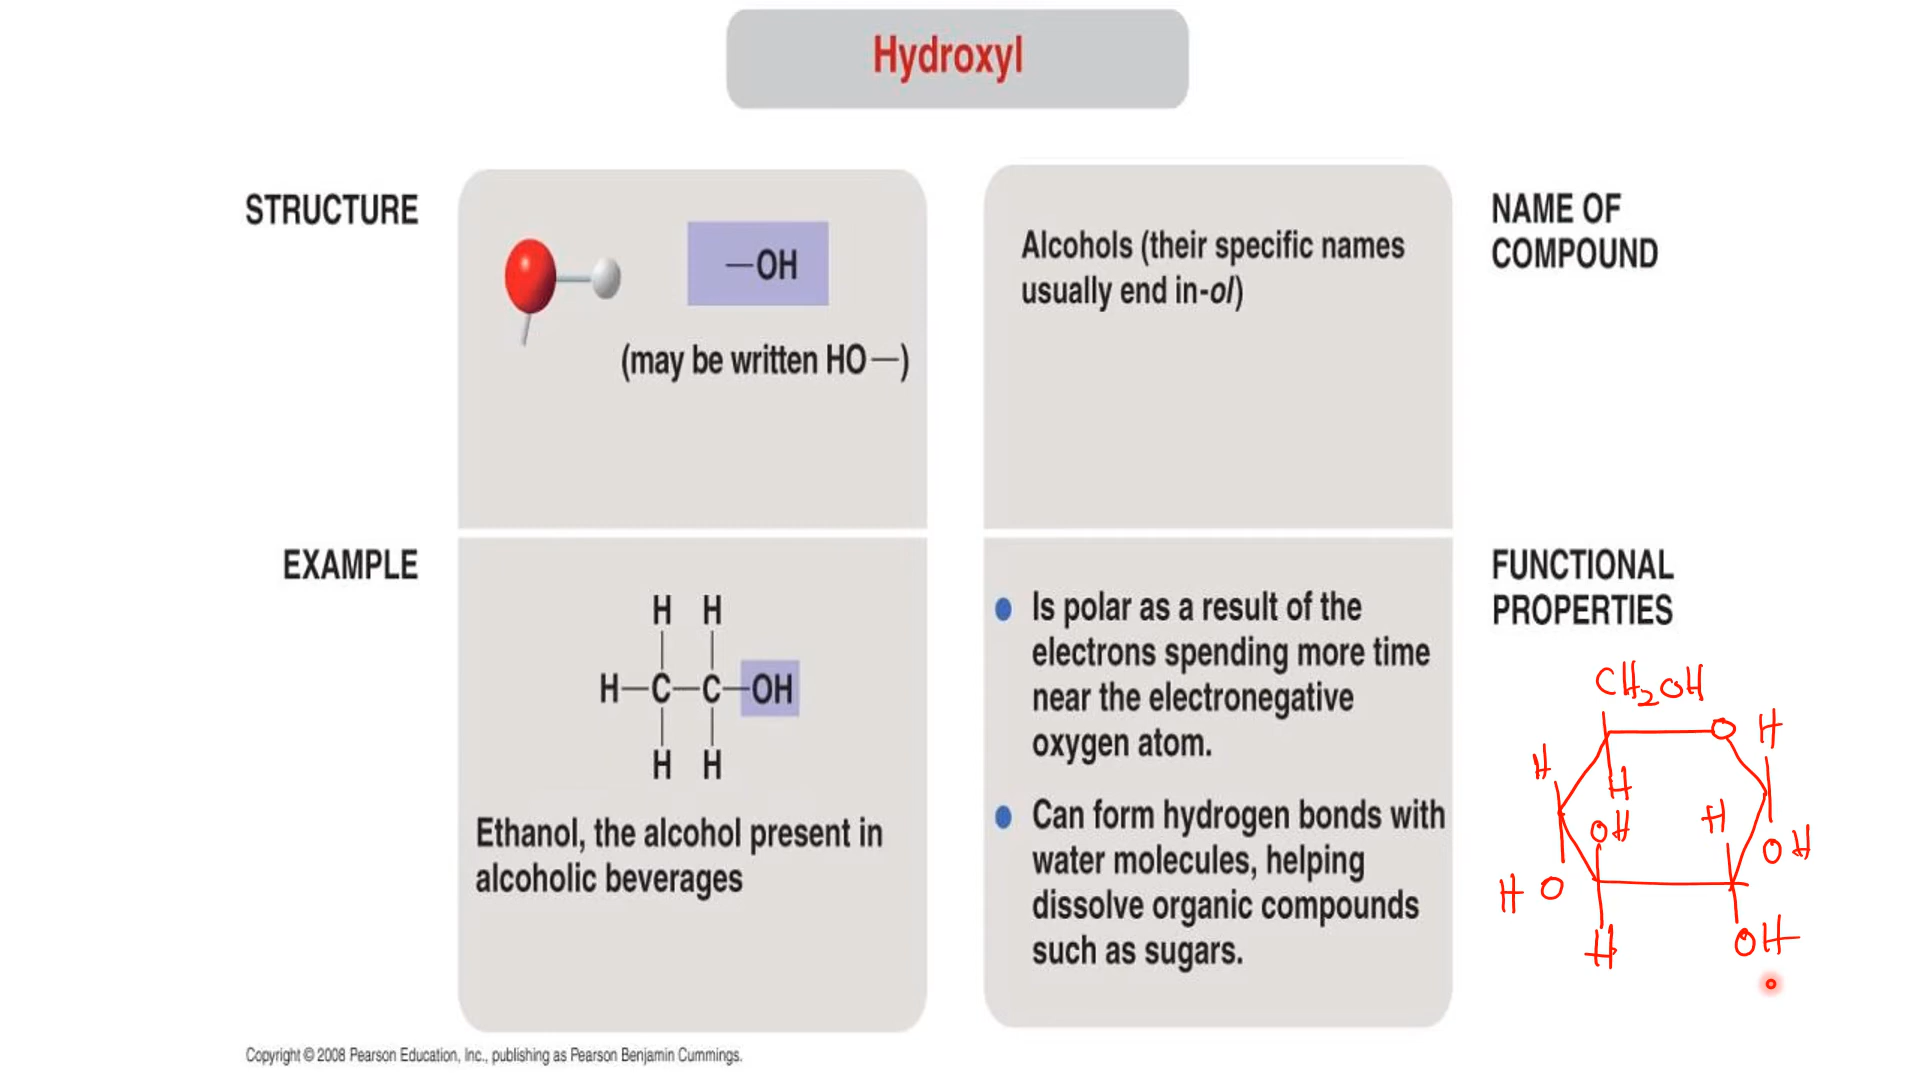 Hydroxyl
STRUCTURE
—OH
(may be written HO—)
Alcohols (their specific names
usually end in-ol)
NAME OF
COMPOUND
EXAMPLE
H H
H—C—C—OH
H H
Ethanol, the alcohol present in
alcoholic beverages
Is polar as a result of the
electrons spending more time
near the electronegative
oxygen atom.
Can form hydrogen bonds with
water molecules, helping
dissolve organic compounds
such as sugars.
FUNCTIONAL
PROPERTIES
CH₂OH
O H
H
H
OH H
OH
HO
H OH
Copyright © 2008 Pearson Education, Inc., publishing as Pearson Benjamin Cummings.